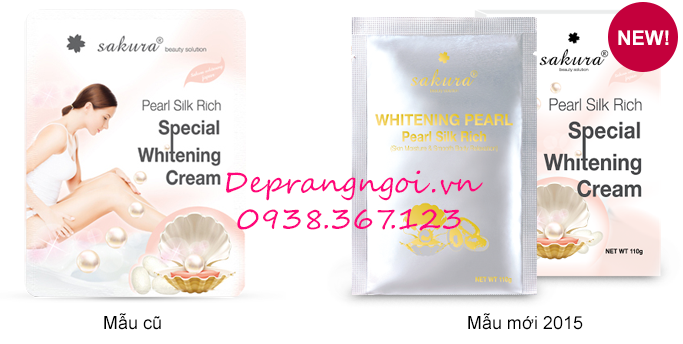 sakura®
beauty solution
Pearl Silk Rich
Special
Whitening
Cream
sakura®
WHITENING PEARL
Pearl Silk Rich
NET WT 110g
NEW!
sakura®
beauty solution
Pearl Silk Rich
Special
Whitening
Cream
NET WT 110g
Deprangngoi.vn
0938.367.123
Mẫu cũ
Mẫu mới 2015